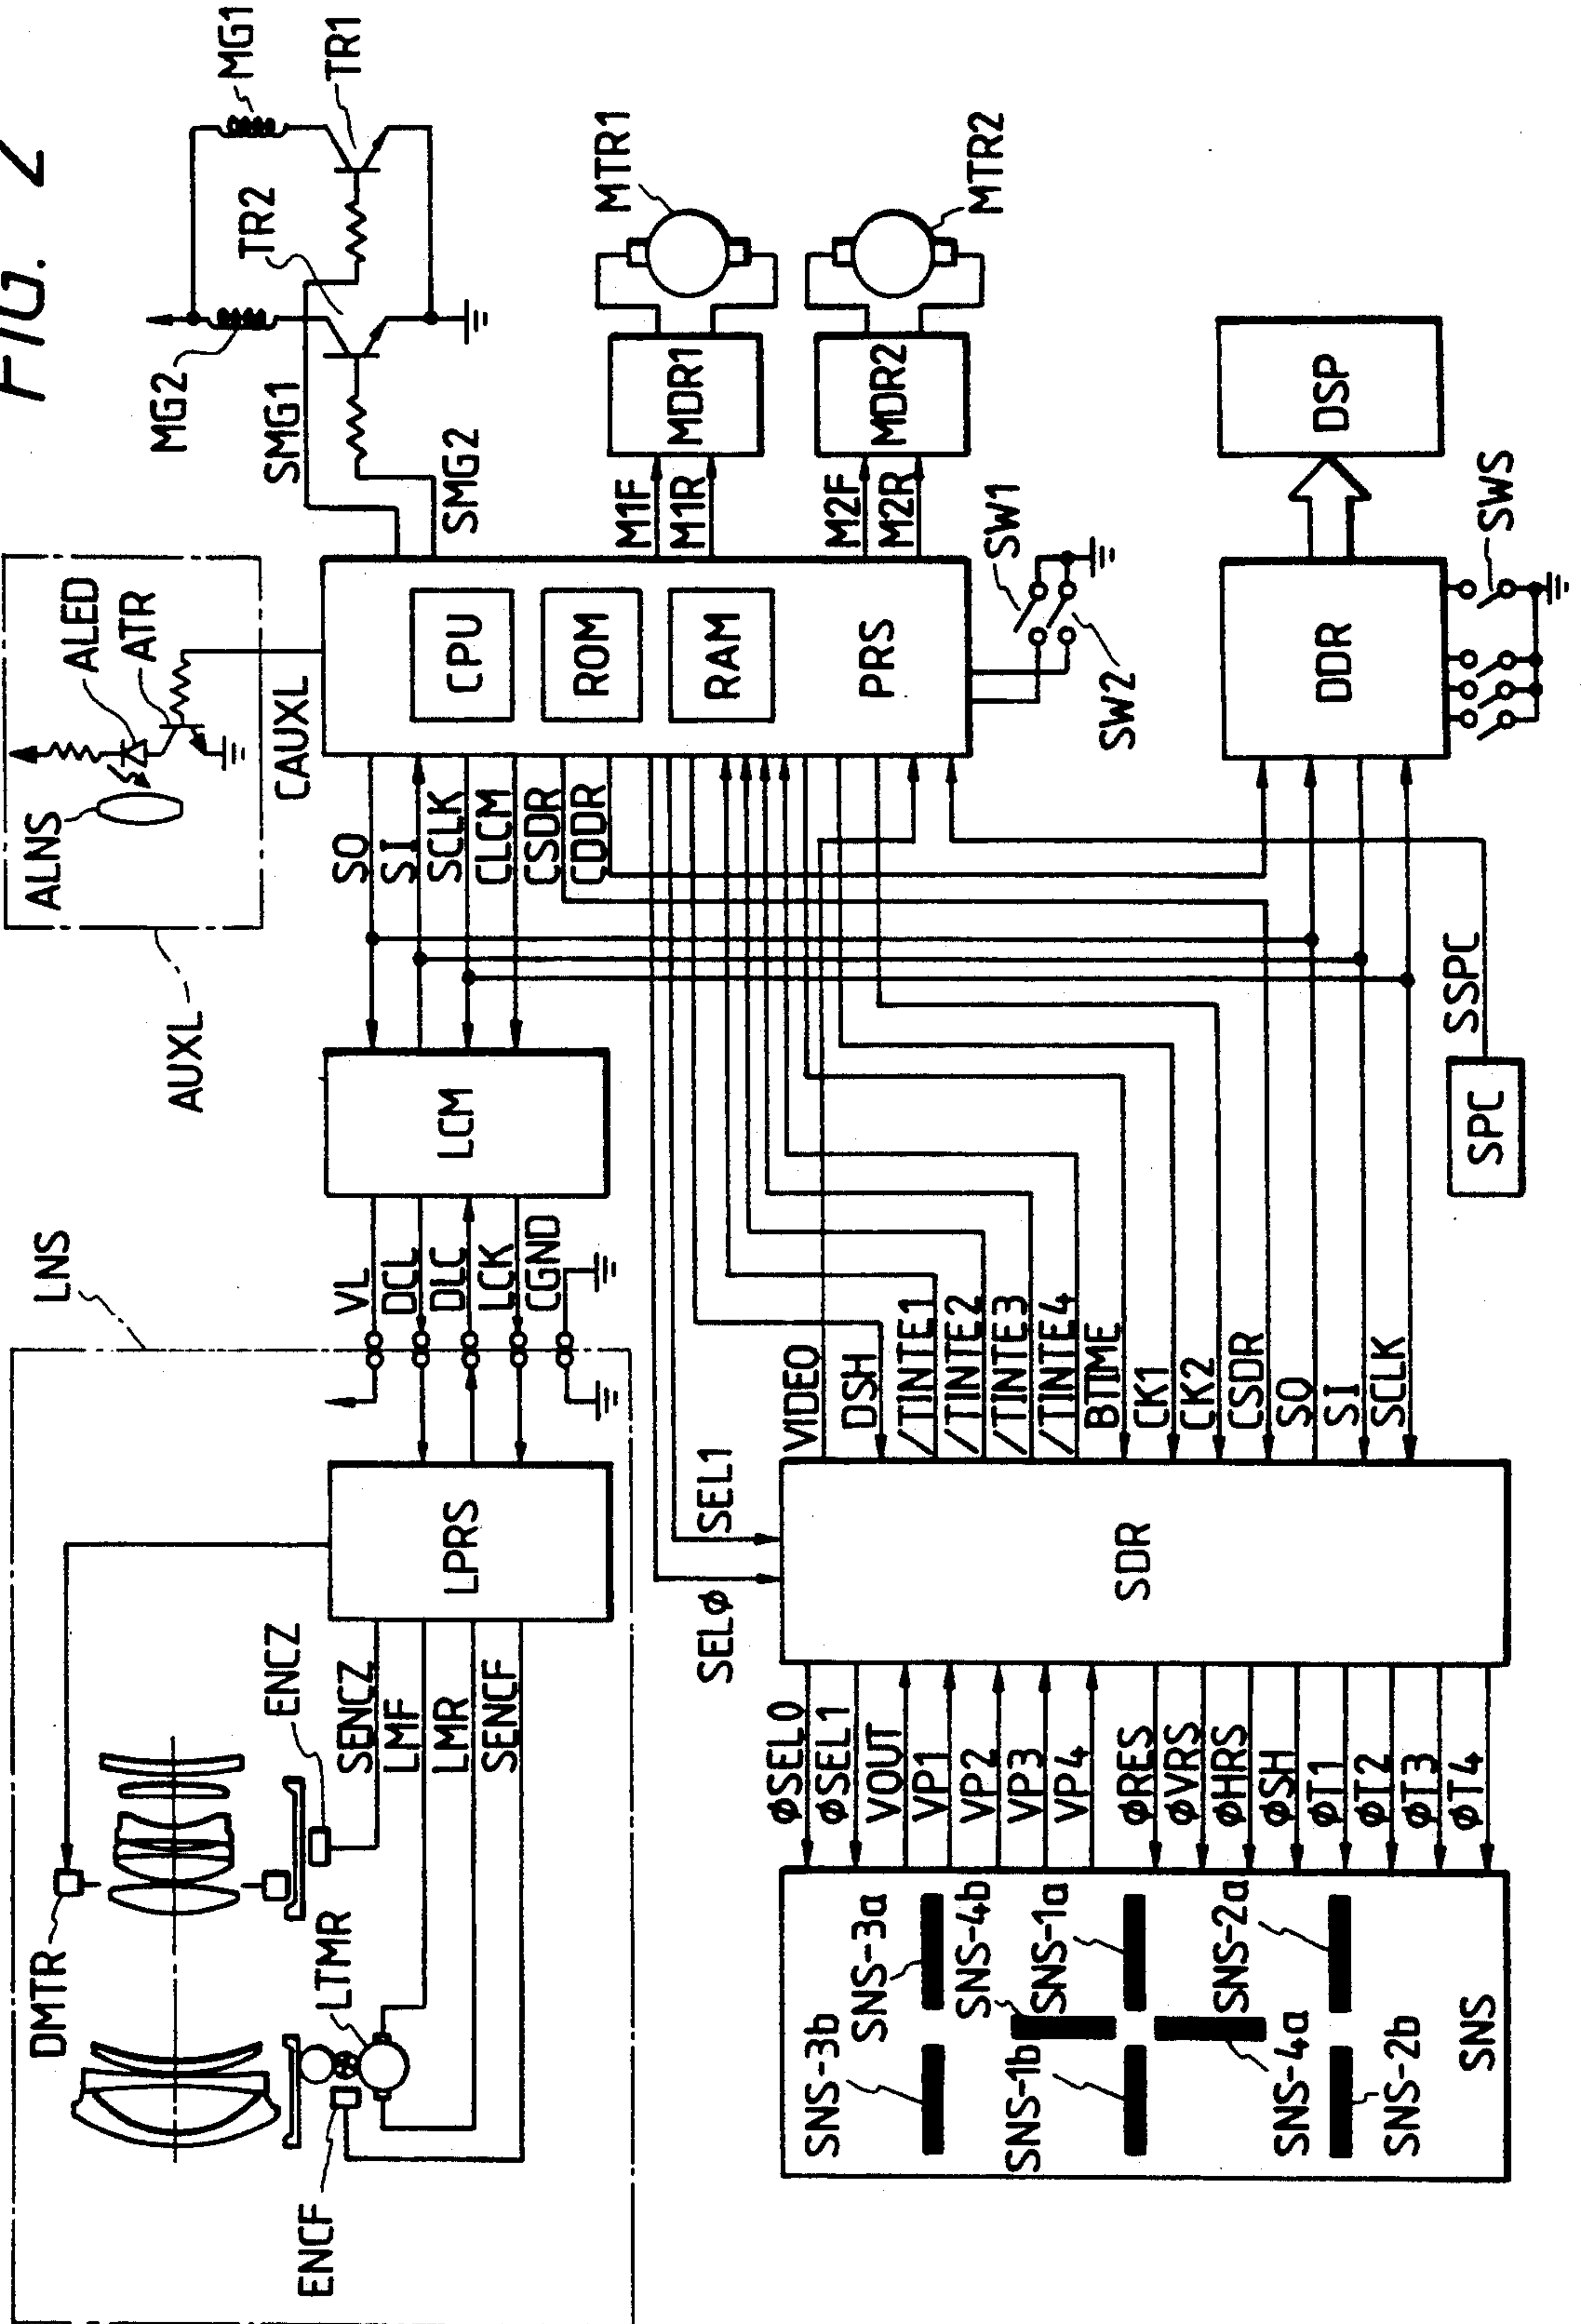 FIG. 2
MG1
TR1
TR2
MG2
SMG1
SMG2
ALED
ATR
ALNS
CAUXL
AUXL
MTR1
MTR2
MDR1
MDR2
M1F
M1R
M2F
M2R
CPU
ROM
RAM
PRS
SW1
SW2
DSP
DDR
SWS
SO
SI
SCLK
CLCM
CSDR
CDDR
LCM
LNS
VL
DCL
DLC
LCK
CGND
SSPC
SPC
LPRS
DMTR
ENCZ
SENCZ
LMF
LMR
SENCF
LTMR
ENCF
SEL1
SELφ
VIDEO
DSH
/TINTE1
/TINTE2
/TINTE3
/TINTE4
BTIME
CK1
CK2
CSDR
SO
SI
SCLK
SDR
φSEL0
φSEL1
VOUT
VP1
VP2
VP3
VP4
φRES
φVRS
φHRS
φSH
φT1
φT2
φT3
φT4
SNS-3a
SNS-4b
SNS-1a
SNS-2a
SNS-3b
SNS-1b
SNS-4a
SNS-2b
SNS